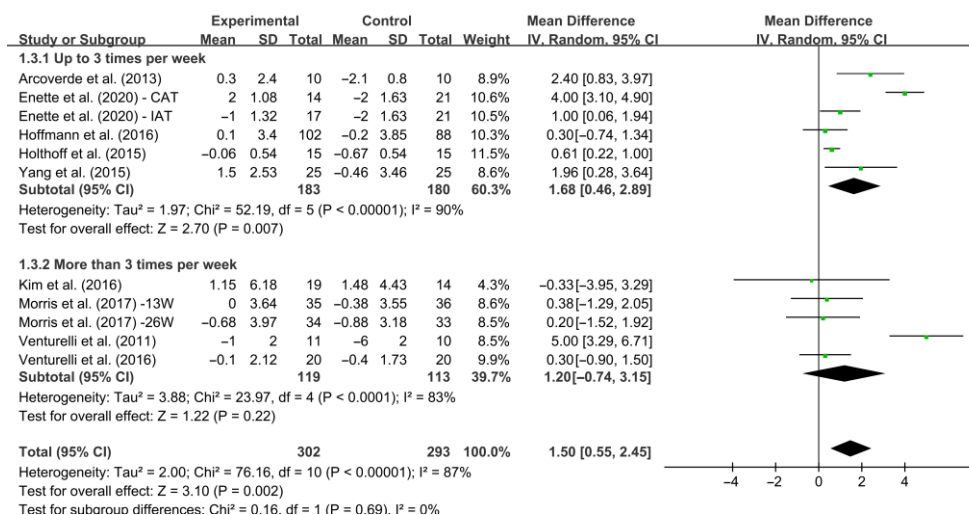 Experimental Control Mean Difference Mean Difference
Study or Subgroup Mean SD Total Mean SD Total Weight IV, Random, 95% CI IV, Random, 95% CI
1.3.1 Up to 3 times per week
Arcoverde et al. (2013) 0.3 2.4 10 −2.1 0.8 10 8.9% 2.40 [0.83, 3.97]
Enette et al. (2020) - CAT 2 1.08 14 −2 1.63 21 10.6% 4.00 [3.10, 4.90]
Enette et al. (2020) - IAT −1 1.32 17 −2 1.63 21 10.5% 1.00 [0.06, 1.94]
Hoffmann et al. (2016) 0.1 3.4 102 −0.2 3.85 88 10.3% 0.30 [−0.74, 1.34]
Holthoff et al. (2015) −0.06 0.54 15 −0.67 0.54 15 11.5% 0.61 [0.22, 1.00]
Yang et al. (2015) 1.5 2.53 25 −0.46 3.46 25 8.6% 1.96 [0.28, 3.64]
Subtotal (95% CI) 183 180 60.3% 1.68 [0.46, 2.89]
Heterogeneity: Tau² = 1.97; Chi² = 52.19, df = 5 (P < 0.00001); I² = 90%
Test for overall effect: Z = 2.70 (P = 0.007)
1.3.2 More than 3 times per week
Kim et al. (2016) 1.15 6.18 19 1.48 4.43 14 4.3% −0.33[−3.95, 3.29]
Morris et al. (2017) -13W 0 3.64 35 −0.38 3.55 36 8.6% 0.38[−1.29, 2.05]
Morris et al. (2017) -26W −0.68 3.97 34 −0.88 3.18 33 8.5% 0.20[−1.52, 1.92]
Venturelli et al. (2011) −1 2 11 −6 2 10 8.5% 5.00 [3.29, 6.71]
Venturelli et al. (2016) −0.1 2.12 20 −0.4 1.73 20 9.9% 0.30 [−0.90, 1.50]
Subtotal (95% CI) 119 113 39.7% 1.20[−0.74, 3.15]
Heterogeneity: Tau² = 3.88; Chi² = 23.97, df = 4 (P < 0.0001); I² = 83%
Test for overall effect: Z = 1.22 (P = 0.22)
Total (95% CI) 302 293 100.0% 1.50 [0.55, 2.45]
Heterogeneity: Tau² = 2.00; Chi² = 76.16, df = 10 (P < 0.00001); I² = 87%
Test for overall effect: Z = 3.10 (P = 0.002)
Test for subgroup differences: Chi² = 0.16, df = 1 (P = 0.69), I² = 0%
−4 −2 0 2 4